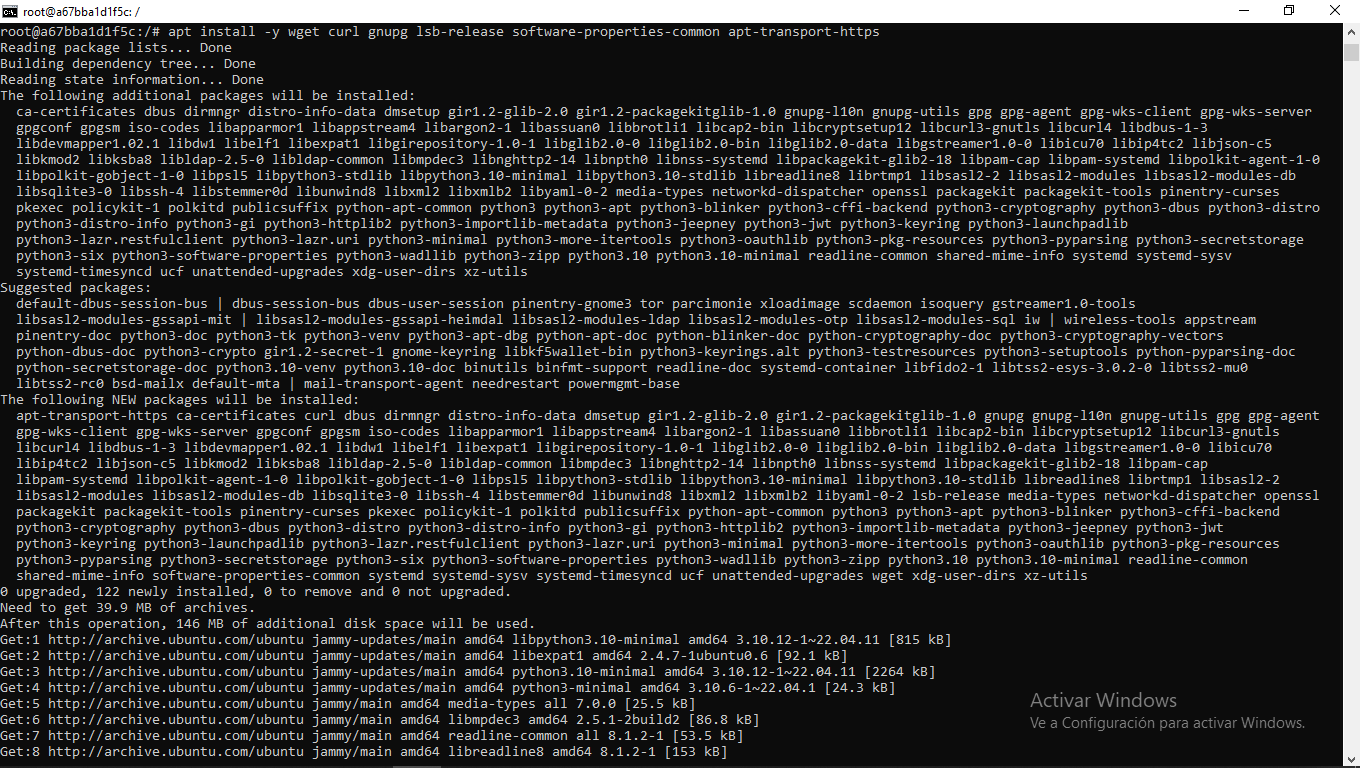 root@a67bba1d1f5c: /
root@a67bba1d1f5c:/# apt install -y wget curl gnupg lsb-release software-properties-common apt-transport-https
Reading package lists... Done
Building dependency tree... Done
Reading state information... Done
The following additional packages will be installed:
ca-certificates dbus dirmngr distro-info-data dmsetup gir1.2-glib-2.0 gir1.2-packagekitglib-1.0 gnupg-l10n gnupg-utils gpg gpg-agent gpg-wks-client gpg-wks-server
gpgconf gpgsm iso-codes libapparmor1 libappstream4 libargon2-1 libassuan0 libbrotli1 libcap2-bin libcryptsetup12 libcurl3-gnutls libcurl4 libdbus-1-3
libdevmapper1.02.1 libdw1 libelf1 libexpat1 libgirepository-1.0-1 libglib2.0-0 libglib2.0-bin libglib2.0-data libgstreamer1.0-0 libicu70 libip4tc2 libjson-c5
libkmod2 libksba8 libldap-2.5-0 libldap-common libmpdec3 libnghttp2-14 libnpth0 libnss-systemd libpackagekit-glib2-18 libpam-cap libpam-systemd libpolkit-agent-1-0
libpolkit-gobject-1-0 libpsl5 libpython3-stdlib libpython3.10-minimal libpython3.10-stdlib libreadline8 librtmp1 libsasl2-2 libsasl2-modules libsasl2-modules-db
libsqlite3-0 libssh-4 libstemmer0d libunwind8 libxml2 libxmlb2 libyaml-0-2 media-types networkd-dispatcher openssl packagekit packagekit-tools pinentry-curses
pkexec policykit-1 polkitd publicsuffix python-apt-common python3 python3-apt python3-blinker python3-cffi-backend python3-cryptography python3-dbus python3-distro
python3-distro-info python3-gi python3-httplib2 python3-importlib-metadata python3-jeepney python3-jwt python3-keyring python3-launchpadlib
python3-lazr.restfulclient python3-lazr.uri python3-minimal python3-more-itertools python3-oauthlib python3-pkg-resources python3-pyparsing python3-secretstorage
python3-six python3-software-properties python3-wadllib python3-zipp python3.10 python3.10-minimal readline-common shared-mime-info systemd systemd-sysv
systemd-timesyncd ucf unattended-upgrades xdg-user-dirs xz-utils
Suggested packages:
default-dbus-session-bus | dbus-session-bus dbus-user-session pinentry-gnome3 tor parcimonie xloadimage scdaemon isoquery gstreamer1.0-tools
libsasl2-modules-gssapi-mit | libsasl2-modules-gssapi-heimdal libsasl2-modules-ldap libsasl2-modules-otp libsasl2-modules-sql iw | wireless-tools appstream
pinentry-doc python3-doc python3-tk python3-venv python3-apt-dbg python-apt-doc python-blinker-doc python-cryptography-doc python3-cryptography-vectors
python-dbus-doc python3-crypto gir1.2-secret-1 gnome-keyring libkf5wallet-bin python3-keyrings.alt python3-testresources python3-setuptools python-pyparsing-doc
python-secretstorage-doc python3.10-venv python3.10-doc binutils binfmt-support readline-doc systemd-container libfido2-1 libtss2-esys-3.0.2-0 libtss2-mu0
libtss2-rc0 bsd-mailx default-mta | mail-transport-agent needrestart powermgmt-base
The following NEW packages will be installed:
apt-transport-https ca-certificates curl dbus dirmngr distro-info-data dmsetup gir1.2-glib-2.0 gir1.2-packagekitglib-1.0 gnupg gnupg-l10n gnupg-utils gpg gpg-agent
gpg-wks-client gpg-wks-server gpgconf gpgsm iso-codes libapparmor1 libappstream4 libargon2-1 libassuan0 libbrotli1 libcap2-bin libcryptsetup12 libcurl3-gnutls
libcurl4 libdbus-1-3 libdevmapper1.02.1 libdw1 libelf1 libexpat1 libgirepository-1.0-1 libglib2.0-0 libglib2.0-bin libglib2.0-data libgstreamer1.0-0 libicu70
libip4tc2 libjson-c5 libkmod2 libksba8 libldap-2.5-0 libldap-common libmpdec3 libnghttp2-14 libnpth0 libnss-systemd libpackagekit-glib2-18 libpam-cap
libpam-systemd libpolkit-agent-1-0 libpolkit-gobject-1-0 libpsl5 libpython3-stdlib libpython3.10-minimal libpython3.10-stdlib libreadline8 librtmp1 libsasl2-2
libsasl2-modules libsasl2-modules-db libsqlite3-0 libssh-4 libstemmer0d libunwind8 libxml2 libxmlb2 libyaml-0-2 lsb-release media-types networkd-dispatcher openssl
packagekit packagekit-tools pinentry-curses pkexec policykit-1 polkitd publicsuffix python-apt-common python3 python3-apt python3-blinker python3-cffi-backend
python3-cryptography python3-dbus python3-distro python3-distro-info python3-gi python3-httplib2 python3-importlib-metadata python3-jeepney python3-jwt
python3-keyring python3-launchpadlib python3-lazr.restfulclient python3-lazr.uri python3-minimal python3-more-itertools python3-oauthlib python3-pkg-resources
python3-pyparsing python3-secretstorage python3-six python3-software-properties python3-wadllib python3-zipp python3.10 python3.10-minimal readline-common
shared-mime-info software-properties-common systemd systemd-sysv systemd-timesyncd ucf unattended-upgrades wget xdg-user-dirs xz-utils
0 upgraded, 122 newly installed, 0 to remove and 0 not upgraded.
Need to get 39.9 MB of archives.
After this operation, 146 MB of additional disk space will be used.
Get:1 http://archive.ubuntu.com/ubuntu jammy-updates/main amd64 libpython3.10-minimal amd64 3.10.12-1~22.04.11 [815 kB]
Get:2 http://archive.ubuntu.com/ubuntu jammy-updates/main amd64 libexpat1 amd64 2.4.7-1ubuntu0.6 [92.1 kB]
Get:3 http://archive.ubuntu.com/ubuntu jammy-updates/main amd64 python3.10-minimal amd64 3.10.12-1~22.04.11 [2264 kB]
Get:4 http://archive.ubuntu.com/ubuntu jammy-updates/main amd64 python3-minimal amd64 3.10.6-1~22.04.1 [24.3 kB]
Get:5 http://archive.ubuntu.com/ubuntu jammy/main amd64 media-types all 7.0.0 [25.5 kB]
Get:6 http://archive.ubuntu.com/ubuntu jammy/main amd64 libmpdec3 amd64 2.5.1-2build2 [86.8 kB]
Get:7 http://archive.ubuntu.com/ubuntu jammy/main amd64 readline-common all 8.1.2-1 [53.5 kB]
Get:8 http://archive.ubuntu.com/ubuntu jammy/main amd64 libreadline8 amd64 8.1.2-1 [153 kB]
Activar Windows
Ve a Configuración para activar Windows.